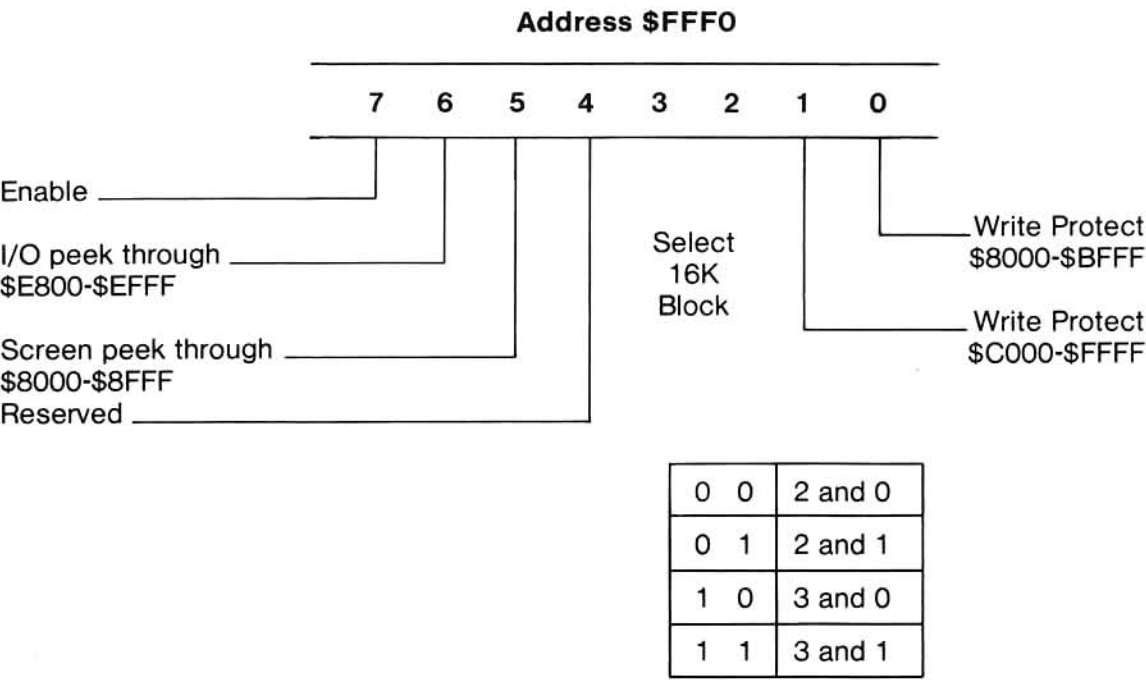 Address $FFF0
7 6 5 4 3 2 1 0
Enable
I/O peek through
$E800-$EFFF
Screen peek through
$8000-$8FFF
Reserved
Select
16K
Block
Write Protect
$8000-$BFFF
Write Protect
$C000-$FFFF
0 0 2 and 0
0 1 2 and 1
1 0 3 and 0
1 1 3 and 1